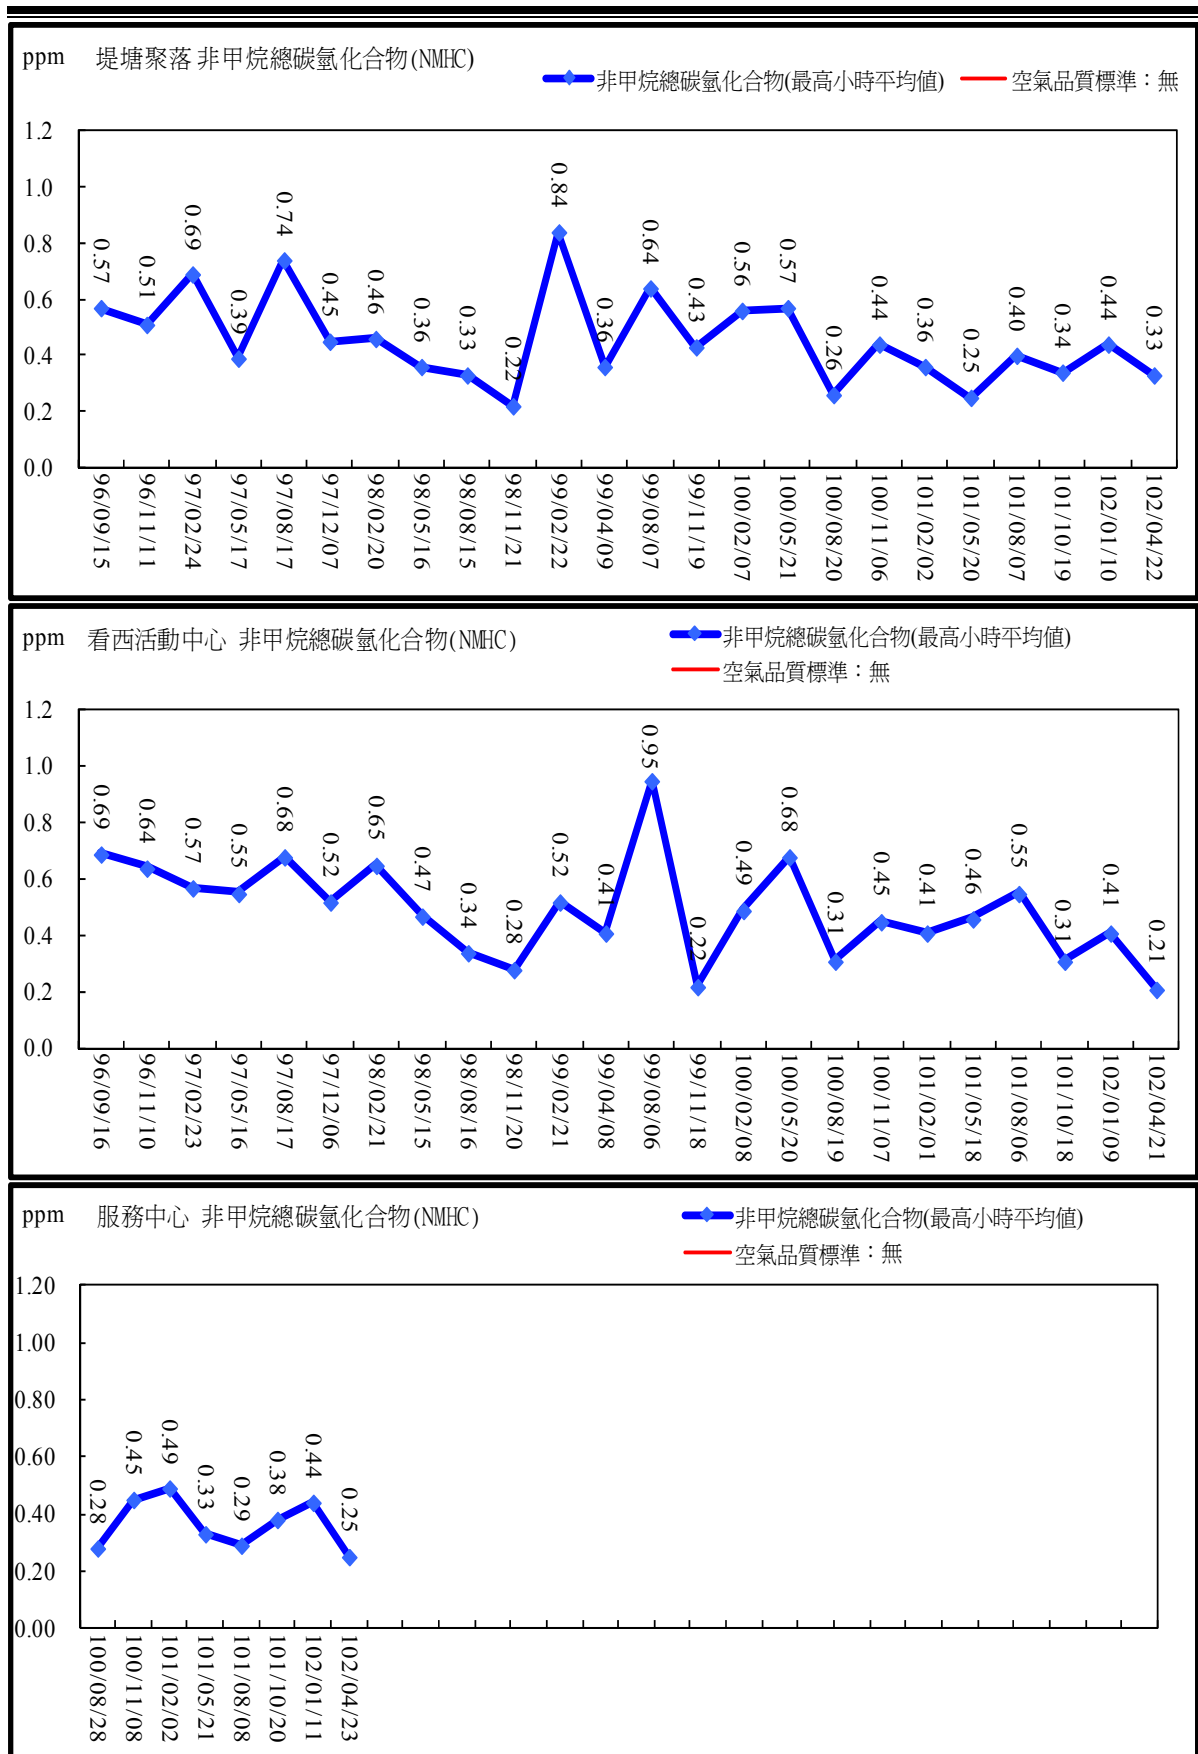 ppm 堤塘聚落 非甲烷總碳氫化合物(NMHC)
非甲烷總碳氫化合物(最高小時平均值) 空氣品質標準：無
1.2
1.0
0.8
0.6
0.4
0.2
0.0
0.57 0.51 0.69 0.39 0.74 0.45 0.46 0.36 0.33 0.22 0.84 0.36 0.64 0.43 0.56 0.57 0.26 0.44 0.36 0.25 0.40 0.34 0.44 0.33
96/09/15 96/11/11 97/02/24 97/05/17 97/08/17 97/12/07 98/02/20 98/05/16 98/08/15 98/11/21 99/02/22 99/04/09 99/08/07 99/11/19 100/02/07 100/05/21 100/08/20 100/11/06 101/02/02 101/05/20 101/08/07 101/10/19 102/01/10 102/04/22
ppm 看西活動中心 非甲烷總碳氫化合物(NMHC)
非甲烷總碳氫化合物(最高小時平均值)
空氣品質標準：無
1.2
1.0
0.8
0.6
0.4
0.2
0.0
0.69 0.64 0.57 0.55 0.68 0.52 0.65 0.47 0.34 0.28 0.52 0.41 0.95 0.22 0.49 0.68 0.31 0.45 0.41 0.46 0.55 0.31 0.41 0.21
96/09/16 96/11/10 97/02/23 97/05/16 97/08/17 97/12/06 98/02/21 98/05/15 98/08/16 98/11/20 99/02/21 99/04/08 99/08/06 99/11/18 100/02/08 100/05/20 100/08/19 100/11/07 101/02/01 101/05/18 101/08/06 101/10/18 102/01/09 102/04/21
ppm 服務中心 非甲烷總碳氫化合物(NMHC)
非甲烷總碳氫化合物(最高小時平均值)
空氣品質標準：無
1.20
1.00
0.80
0.60
0.40
0.20
0.00
0.28 0.45 0.49 0.33 0.29 0.38 0.44 0.25
100/08/28 100/11/08 101/02/02 101/05/21 101/08/08 101/10/20 102/01/11 102/04/23